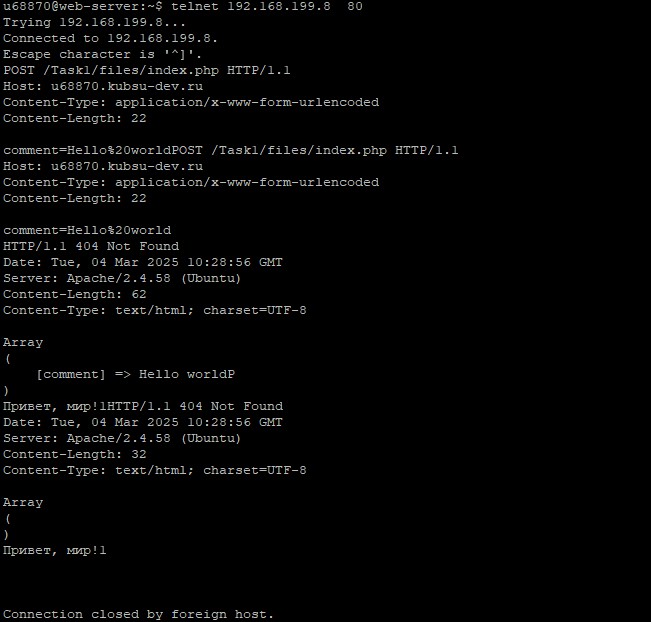 u68870@web-server:~$ telnet 192.168.199.8  80
Trying 192.168.199.8...
Connected to 192.168.199.8.
Escape character is '^]'.
POST /Task1/files/index.php HTTP/1.1
Host: u68870.kubsu-dev.ru
Content-Type: application/x-www-form-urlencoded
Content-Length: 22

comment=Hello%20worldPOST /Task1/files/index.php HTTP/1.1
Host: u68870.kubsu-dev.ru
Content-Type: application/x-www-form-urlencoded
Content-Length: 22

comment=Hello%20world
HTTP/1.1 404 Not Found
Date: Tue, 04 Mar 2025 10:28:56 GMT
Server: Apache/2.4.58 (Ubuntu)
Content-Length: 62
Content-Type: text/html; charset=UTF-8

Array
(
    [comment] => Hello worldP
)
Привет, мир!1HTTP/1.1 404 Not Found
Date: Tue, 04 Mar 2025 10:28:56 GMT
Server: Apache/2.4.58 (Ubuntu)
Content-Length: 32
Content-Type: text/html; charset=UTF-8

Array
(
)
Привет, мир!1

Connection closed by foreign host.